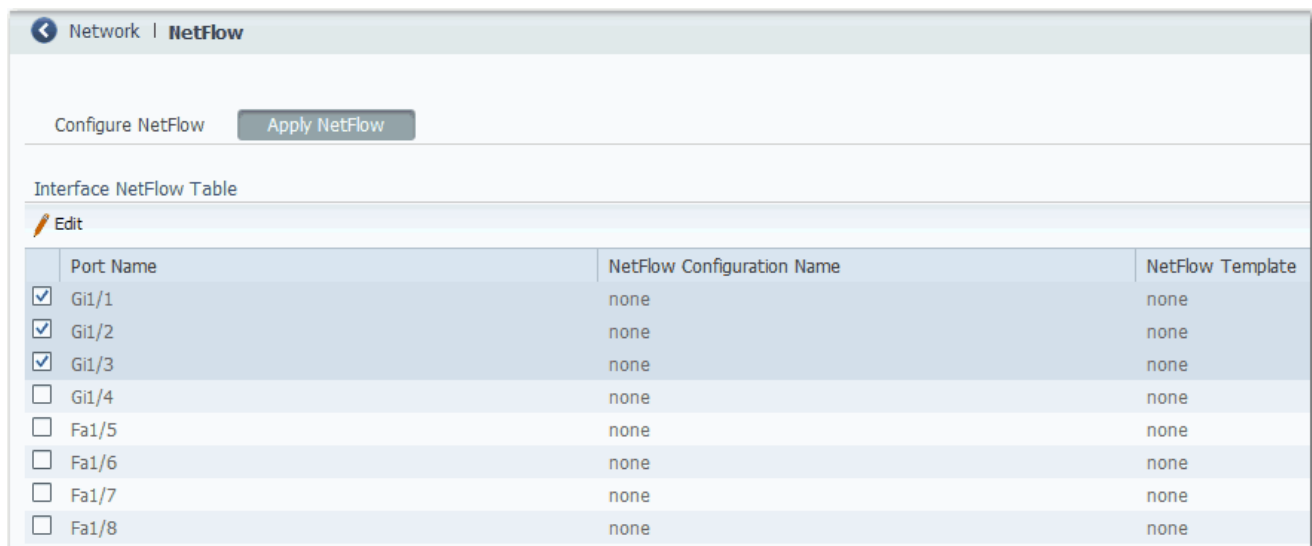 Network | NetFlow
Configure NetFlow Apply NetFlow
Interface NetFlow Table
Edit
Port Name NetFlow Configuration Name NetFlow Template
Gi1/1 none none
Gi1/2 none none
Gi1/3 none none
Gi1/4 none none
Fa1/5 none none
Fa1/6 none none
Fa1/7 none none
Fa1/8 none none